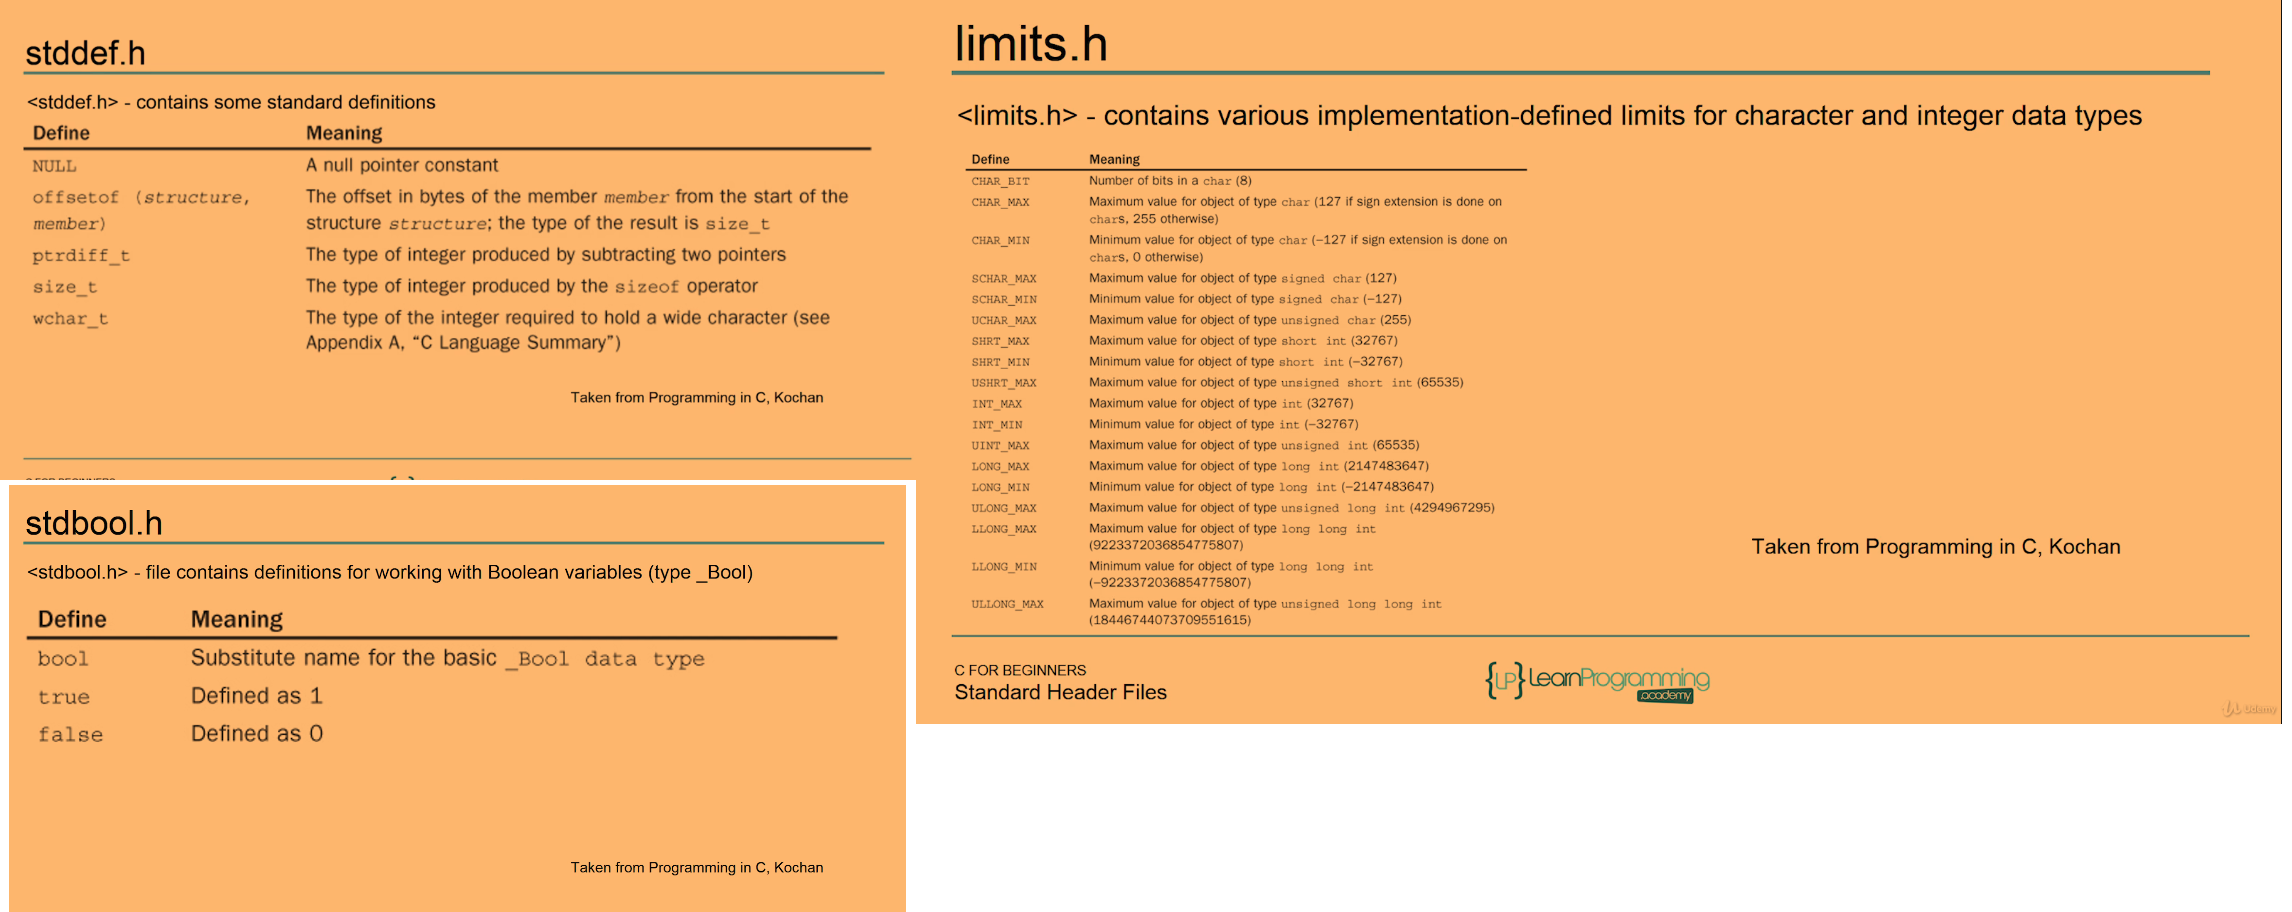 stddef.h
<stddef.h> - contains some standard definitions
Define Meaning
NULL A null pointer constant
offsetof (structure, The offset in bytes of the member member from the start of the
member) structure structure; the type of the result is size_t
ptrdiff_t The type of integer produced by subtracting two pointers
size_t The type of integer produced by the sizeof operator
wchar_t The type of the integer required to hold a wide character (see
Appendix A, “C Language Summary”)
Taken from Programming in C, Kochan
stdbool.h
<stdbool.h> - file contains definitions for working with Boolean variables (type _Bool)
Define Meaning
bool Substitute name for the basic _Bool data type
true Defined as 1
false Defined as 0
Taken from Programming in C, Kochan
limits.h
<limits.h> - contains various implementation-defined limits for character and integer data types
Define Meaning
CHAR_BIT Number of bits in a char (8)
CHAR_MAX Maximum value for object of type char (127 if sign extension is done on
chars, 255 otherwise)
CHAR_MIN Minimum value for object of type char (–127 if sign extension is done on
chars, 0 otherwise)
SCHAR_MAX Maximum value for object of type signed char (127)
SCHAR_MIN Minimum value for object of type signed char (–127)
UCHAR_MAX Maximum value for object of type unsigned char (255)
SHRT_MAX Maximum value for object of type short int (32767)
SHRT_MIN Minimum value for object of type short int (–32767)
USHRT_MAX Maximum value for object of type unsigned short int (65535)
INT_MAX Maximum value for object of type int (32767)
INT_MIN Minimum value for object of type int (–32767)
UINT_MAX Maximum value for object of type unsigned int (65535)
LONG_MAX Maximum value for object of type long int (2147483647)
LONG_MIN Minimum value for object of type long int (–2147483647)
ULONG_MAX Maximum value for object of type unsigned long int (4294967295)
LLONG_MAX Maximum value for object of type long long int
(9223372036854775807)
LLONG_MIN Minimum value for object of type long long int
(–9223372036854775807)
ULLONG_MAX Maximum value for object of type unsigned long long int
(18446744073709551615)
Taken from Programming in C, Kochan
C FOR BEGINNERS
Standard Header Files
{LP} LearnProgramming
academy
Udemy